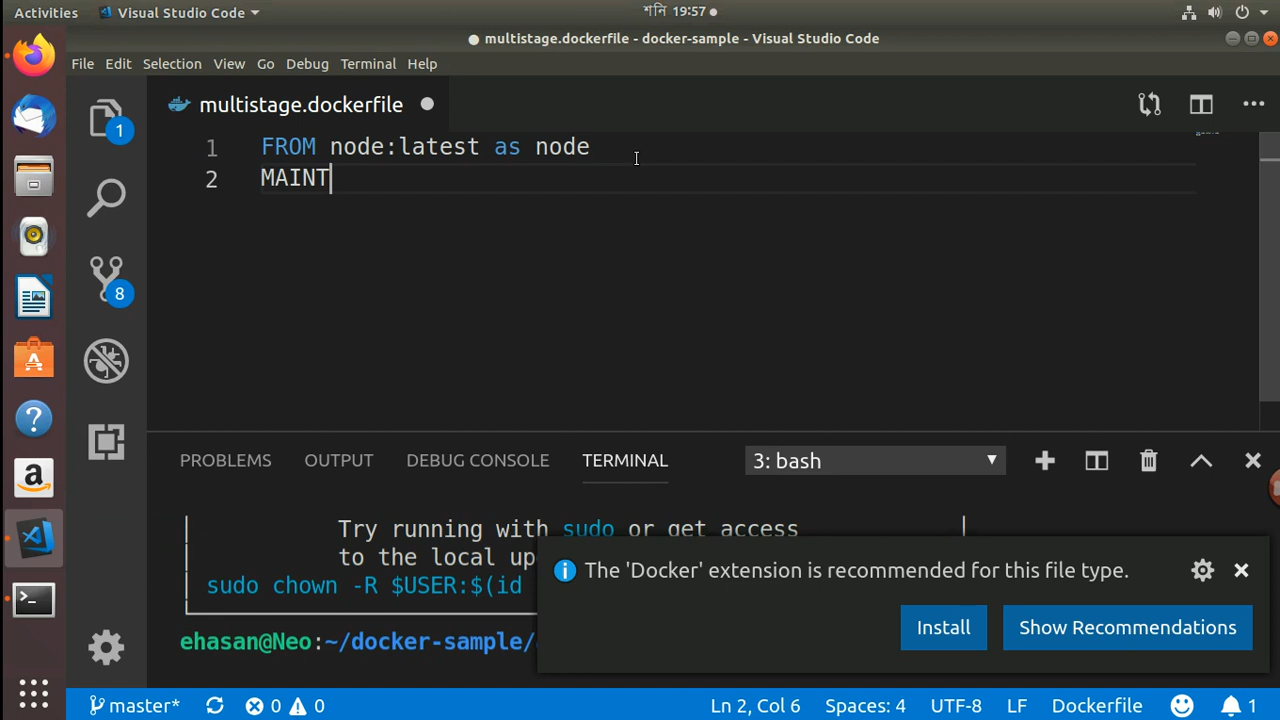 Activities Visual Studio Code শনি 19:57
multistage.dockerfile - docker-sample - Visual Studio Code
File Edit Selection View Go Debug Terminal Help
1 multistage.dockerfile
1 FROM node:latest as node
2 MAINT
8
PROBLEMS OUTPUT DEBUG CONSOLE TERMINAL 3: bash
Try running with sudo or get access
to the local up
sudo chown -R $USER:$(id
ehasan@Neo:~/docker-sample/
The 'Docker' extension is recommended for this file type.
Install Show Recommendations
master* 0 0 Ln 2, Col 6 Spaces: 4 UTF-8 LF Dockerfile 1